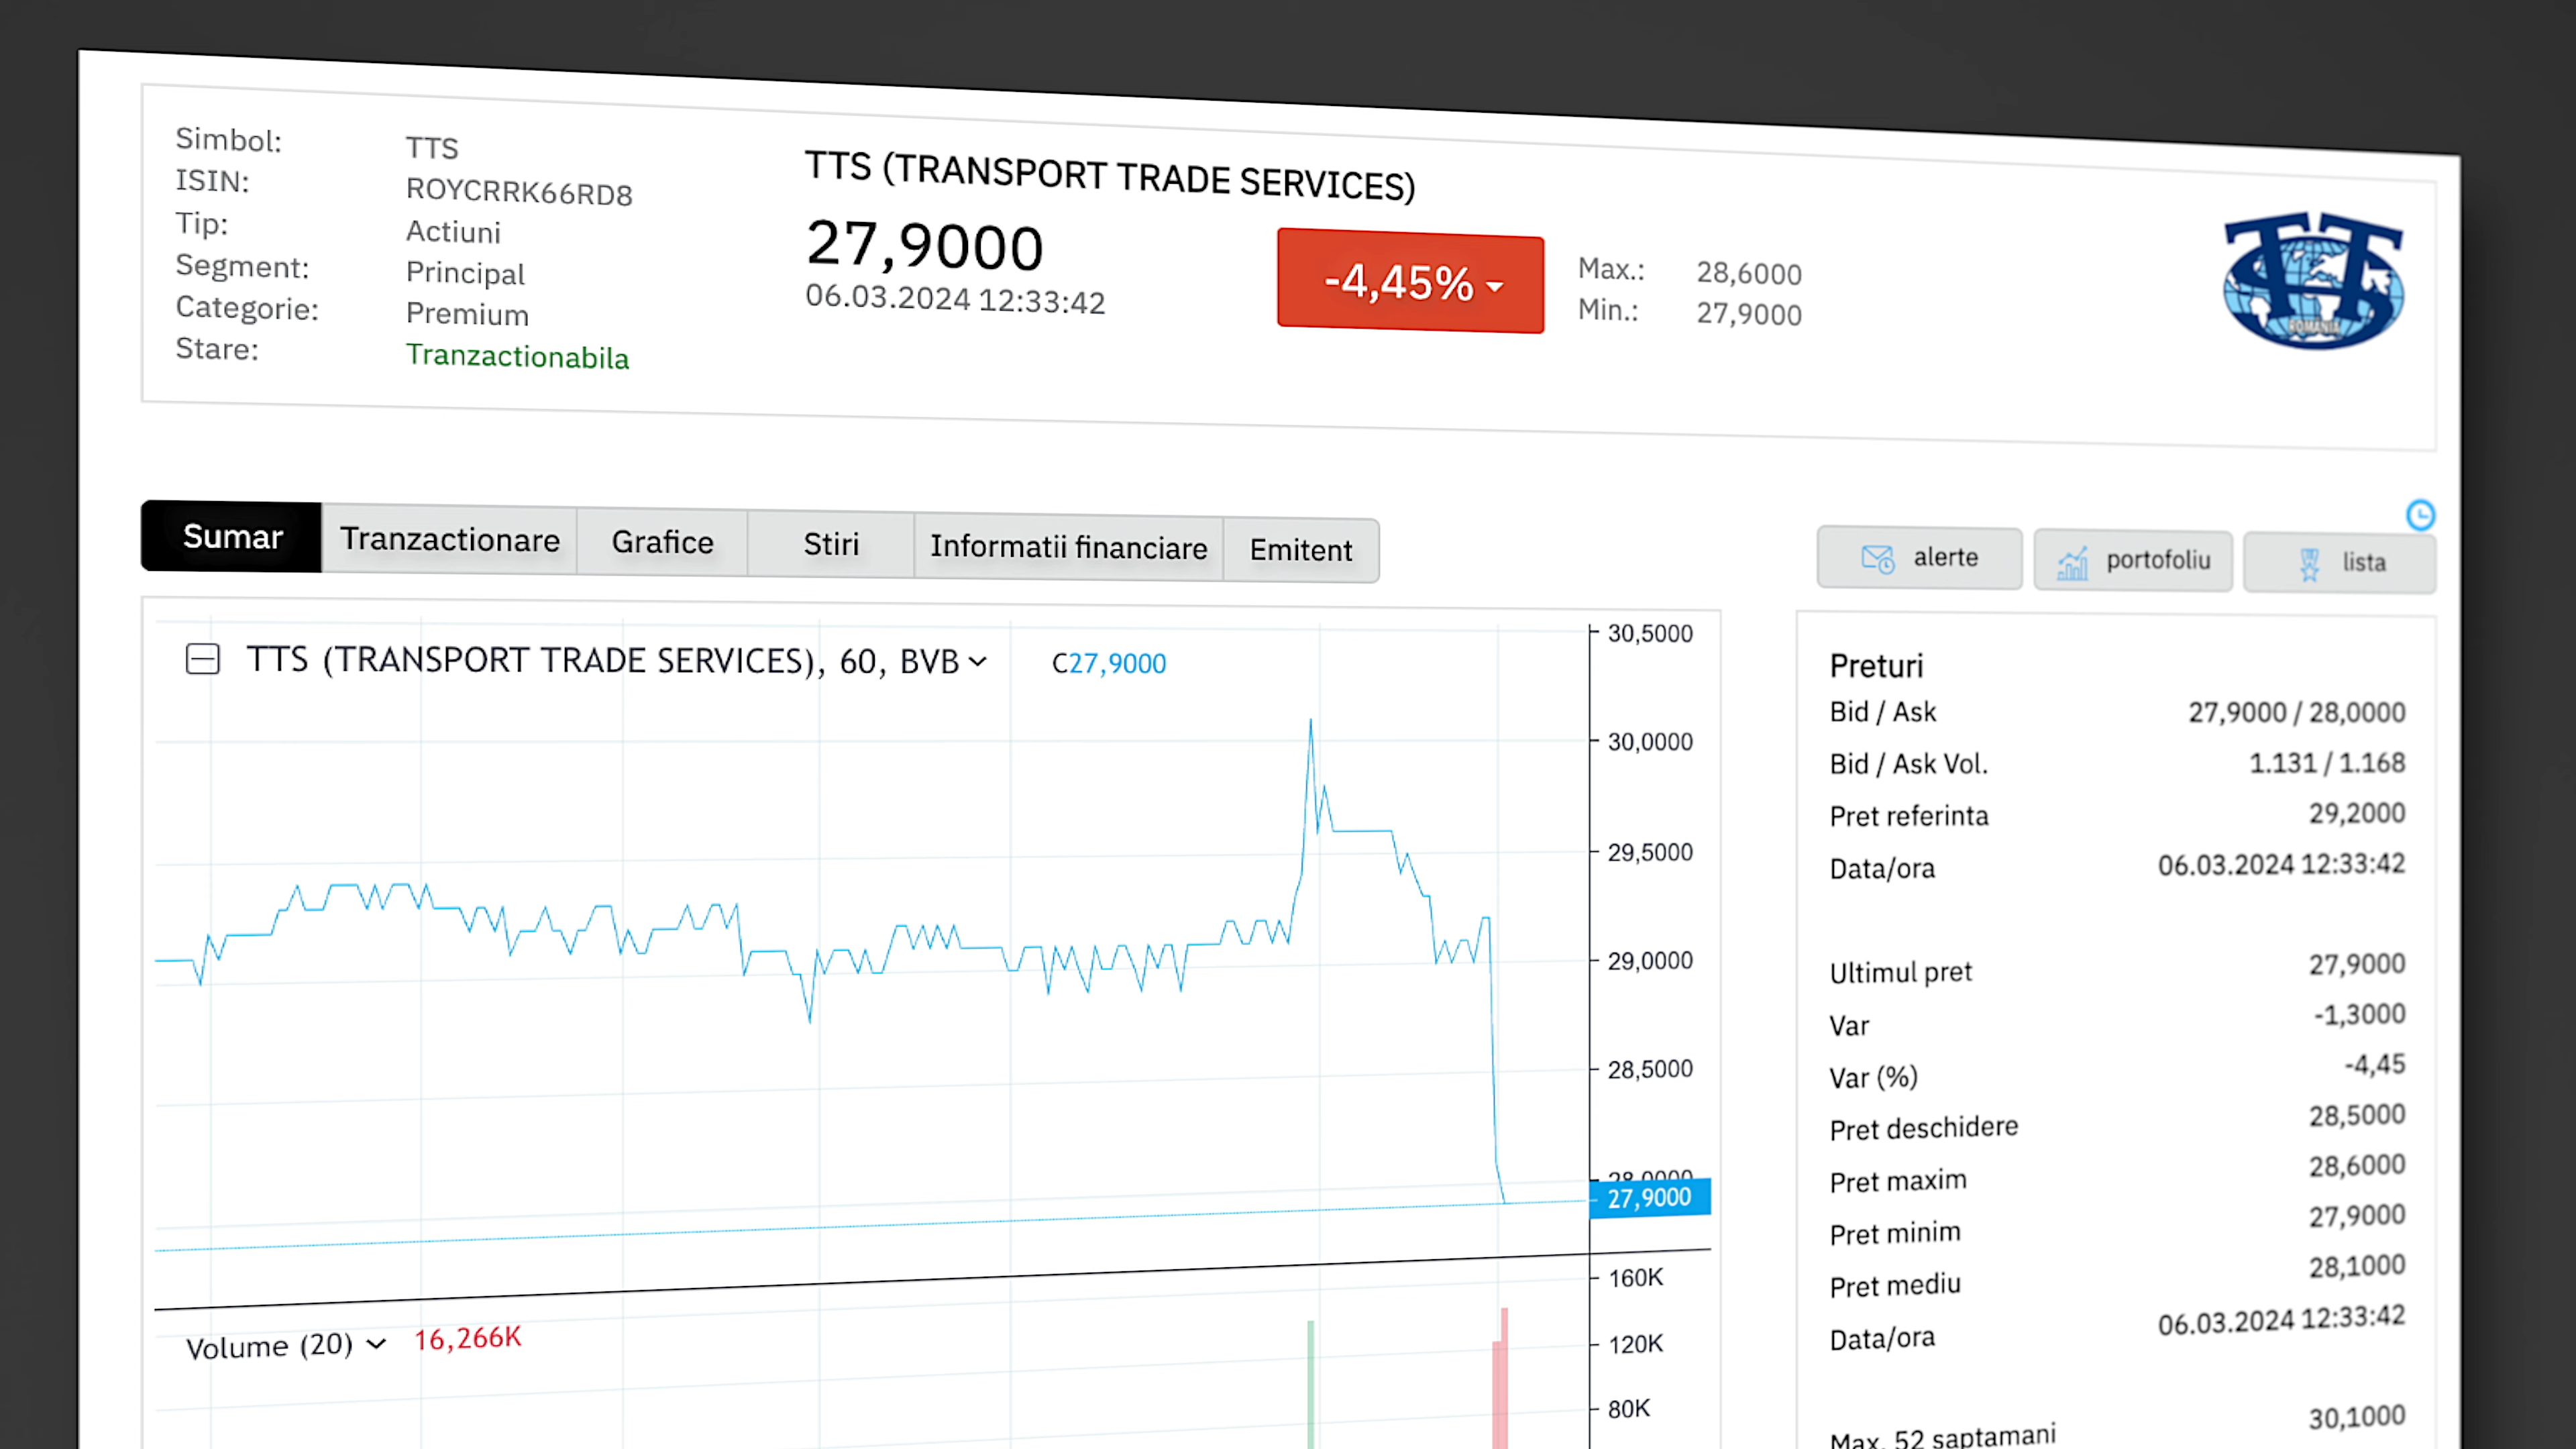 Simbol: TTS
ISIN: ROYCRRK66RD8
Tip: Actiuni
Segment: Principal
Categorie: Premium
Stare: Tranzactionabila
TTS (TRANSPORT TRADE SERVICES)
27,9000
06.03.2024 12:33:42
-4,45%
Max.: 28,6000
Min.: 27,9000
TTS
ROMANIA
Sumar Tranzactionare Grafice Stiri Informatii financiare Emitent
alerte portofoliu lista
TTS (TRANSPORT TRADE SERVICES), 60, BVB C27,9000
30,5000
30,0000
29,5000
29,0000
28,5000
28,0000
27,9000
Volume (20) 16,266K
160K
120K
80K
Preturi
Bid / Ask 27,9000 / 28,0000
Bid / Ask Vol. 1.131 / 1.168
Pret referinta 29,2000
Data/ora 06.03.2024 12:33:42
Ultimul pret 27,9000
Var -1,3000
Var (%) -4,45
Pret deschidere 28,5000
Pret maxim 28,6000
Pret minim 27,9000
Pret mediu 28,1000
Data/ora 06.03.2024 12:33:42
Max. 52 saptamani 30,1000